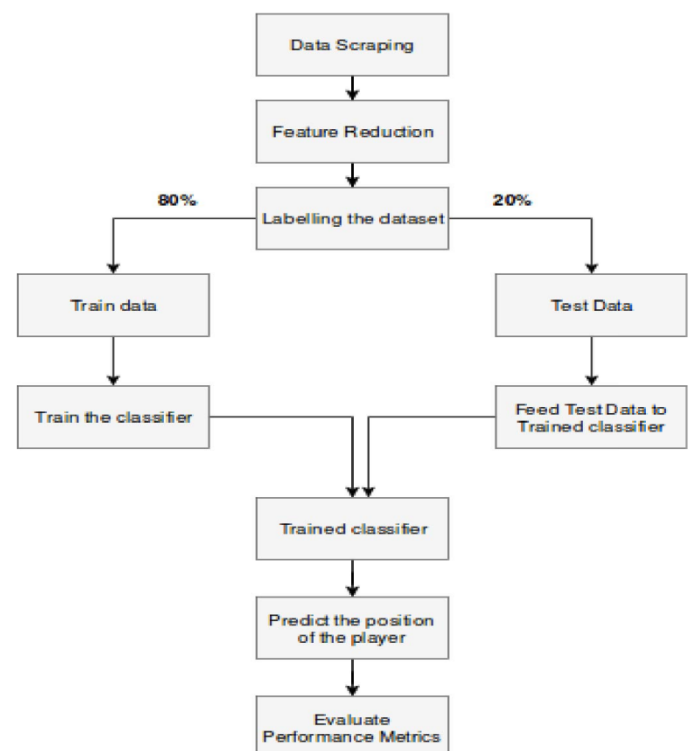 Data Scraping
Feature Reduction
80%
20%
Labelling the dataset
Train data
Test Data
Train the classifier
Feed Test Data to
Trained classifier
Trained classifier
Predict the position
of the player
Evaluate
Performance Metrics